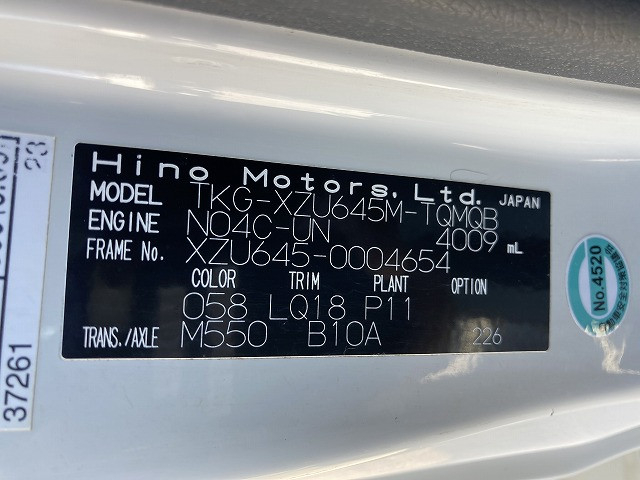 Hino Motors, Ltd. JAPAN
MODEL TKG-XZU645M-TQMQB
ENGINE N04C-UN 4009 mL
FRAME No. XZU645-0004654
COLOR TRIM PLANT OPTION
058 LQ18 P11
TRANS./AXLE M550 B10A 226
37261
23
No.4520